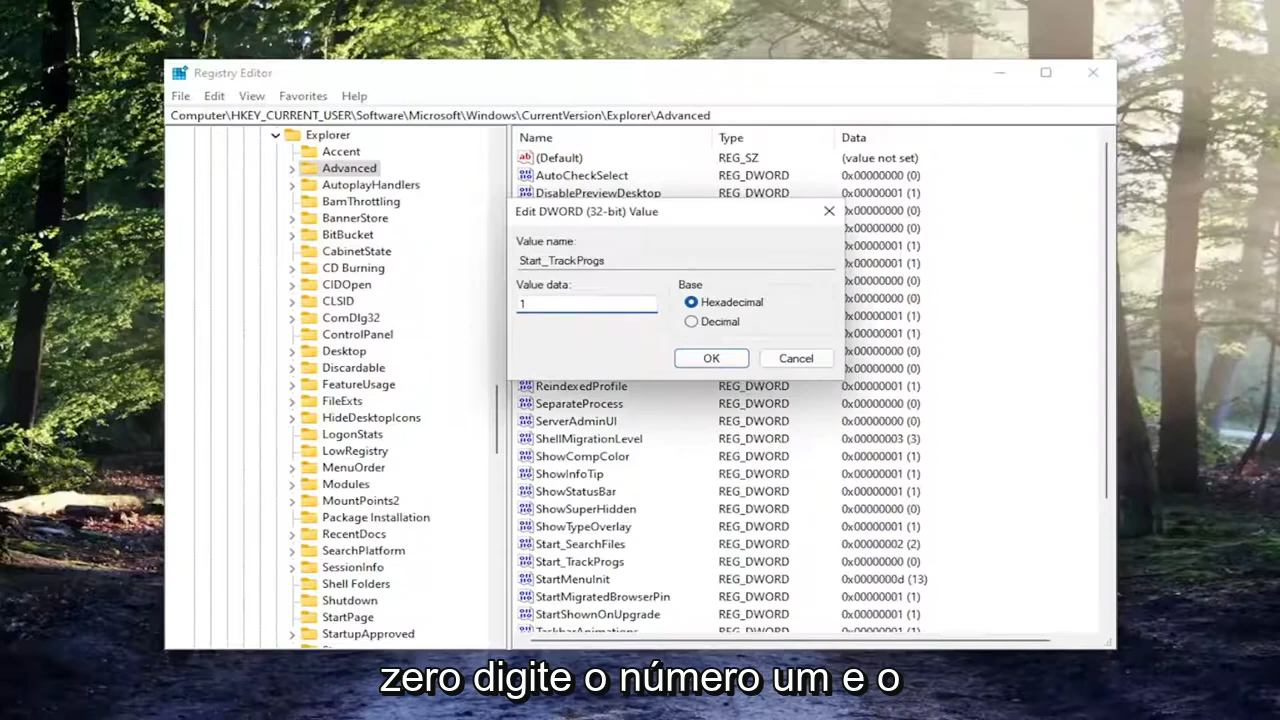 Registry Editor
File Edit View Favorites Help
Computer\HKEY_CURRENT_USER\Software\Microsoft\Windows\CurrentVersion\Explorer\Advanced
Explorer
Accent
Advanced
AutoplayHandlers
BamThrottling
BannerStore
BitBucket
CabinetState
CD Burning
CIDOpen
CLSID
ComDlg32
ControlPanel
Desktop
Discardable
FeatureUsage
FileExts
HideDesktopIcons
LogonStats
LowRegistry
MenuOrder
Modules
MountPoints2
Package Installation
RecentDocs
SearchPlatform
SessionInfo
Shell Folders
Shutdown
StartPage
StartupApproved
Name Type Data
(Default) REG_SZ (value not set)
AutoCheckSelect REG_DWORD 0x00000000 (0)
DisablePreviewDesktop REG_DWORD 0x00000001 (1)
0x00000000 (0)
0x00000000 (0)
0x00000001 (1)
0x00000001 (1)
0x00000000 (0)
0x00000001 (1)
0x00000001 (1)
0x00000001 (1)
0x00000000 (0)
0x00000000 (0)
Edit DWORD (32-bit) Value
Value name:
Start_TrackProgs
Value data:
1
Base
Hexadecimal
Decimal
OK Cancel
ReindexedProfile REG_DWORD 0x00000001 (1)
SeparateProcess REG_DWORD 0x00000000 (0)
ServerAdminUI REG_DWORD 0x00000000 (0)
ShellMigrationLevel REG_DWORD 0x00000003 (3)
ShowCompColor REG_DWORD 0x00000001 (1)
ShowInfoTip REG_DWORD 0x00000001 (1)
ShowStatusBar REG_DWORD 0x00000001 (1)
ShowSuperHidden REG_DWORD 0x00000000 (0)
ShowTypeOverlay REG_DWORD 0x00000001 (1)
Start_SearchFiles REG_DWORD 0x00000002 (2)
Start_TrackProgs REG_DWORD 0x00000000 (0)
StartMenuInit REG_DWORD 0x0000000d (13)
StartMigratedBrowserPin REG_DWORD 0x00000001 (1)
StartShownOnUpgrade REG_DWORD 0x00000001 (1)
TaskbarAnimations REG_DWORD 0x00000001 (1)
zero digite o número um e o